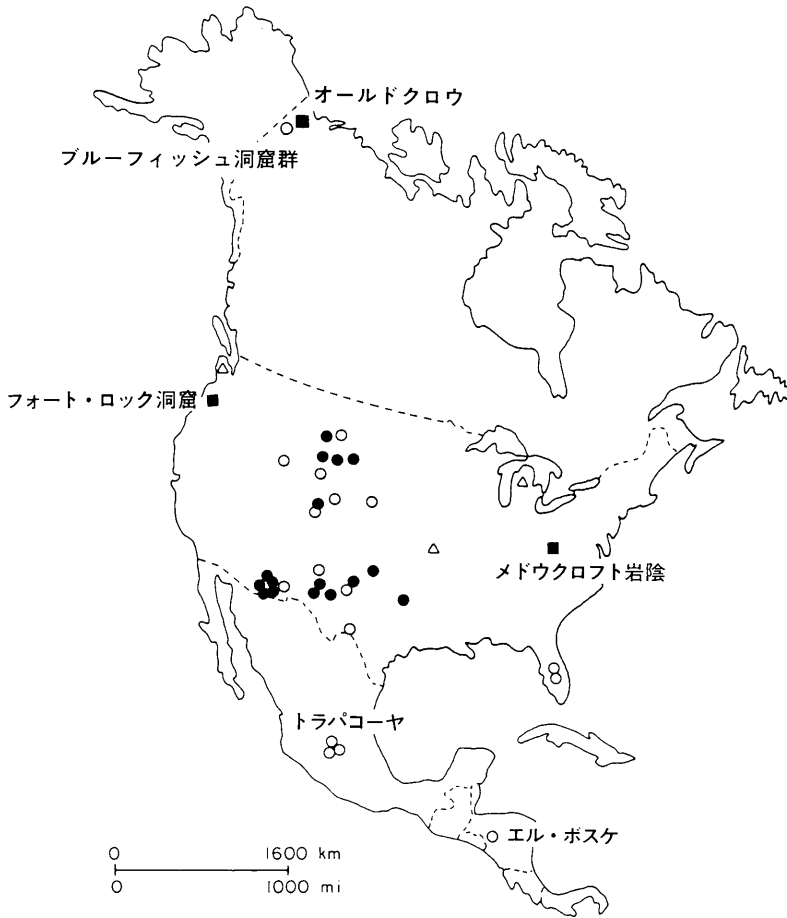 オールドクロウ
ブルーフィッシュ洞窟群
フォート・ロック洞窟
メドウクロフト岩陰
トラパコーヤ
エル・ボスケ
0 1600 km
0 1000 mi